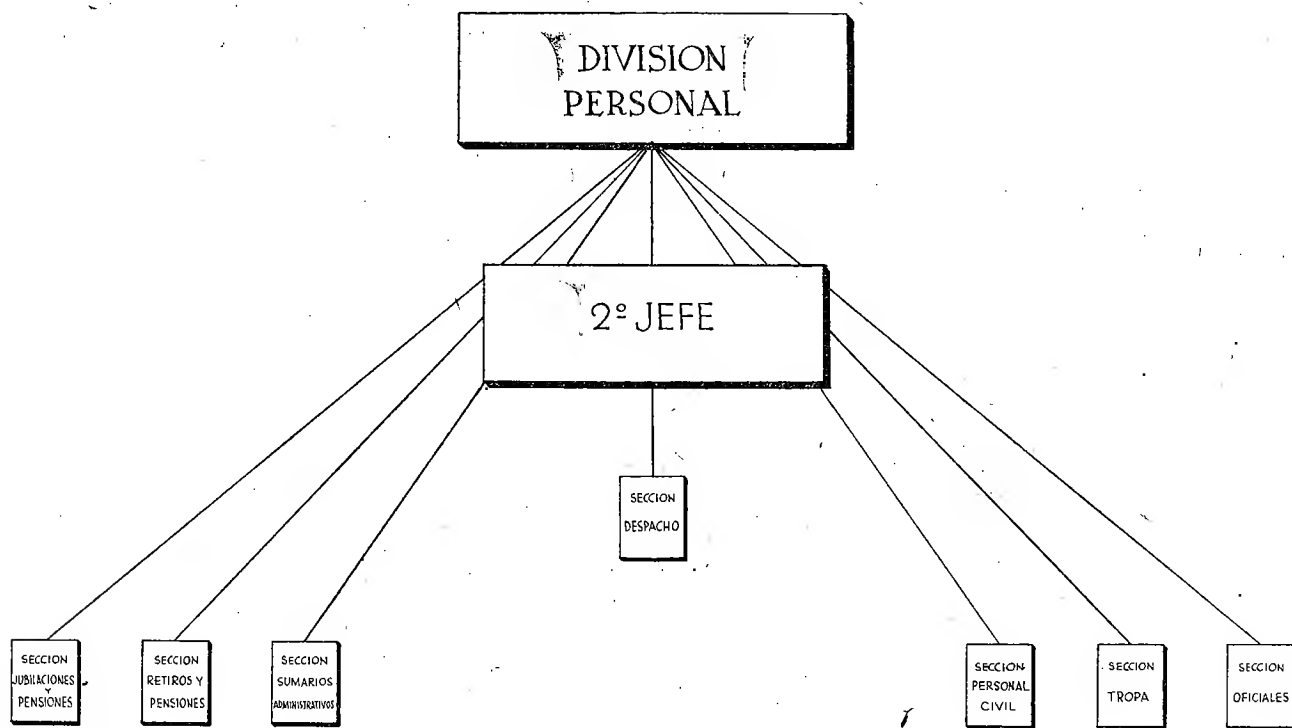 DIVISION
PERSONAL
2º JEFE
SECCION
DESPACHO
SECCION
JUBILACIONES
Y
PENSIONES
SECCION
RETIROS Y
PENSIONES
SECCION
SUMARIOS
ADMINISTRATIVOS
SECCION
PERSONAL
CIVIL
SECCION
TROPA
SECCION
OFICIALES